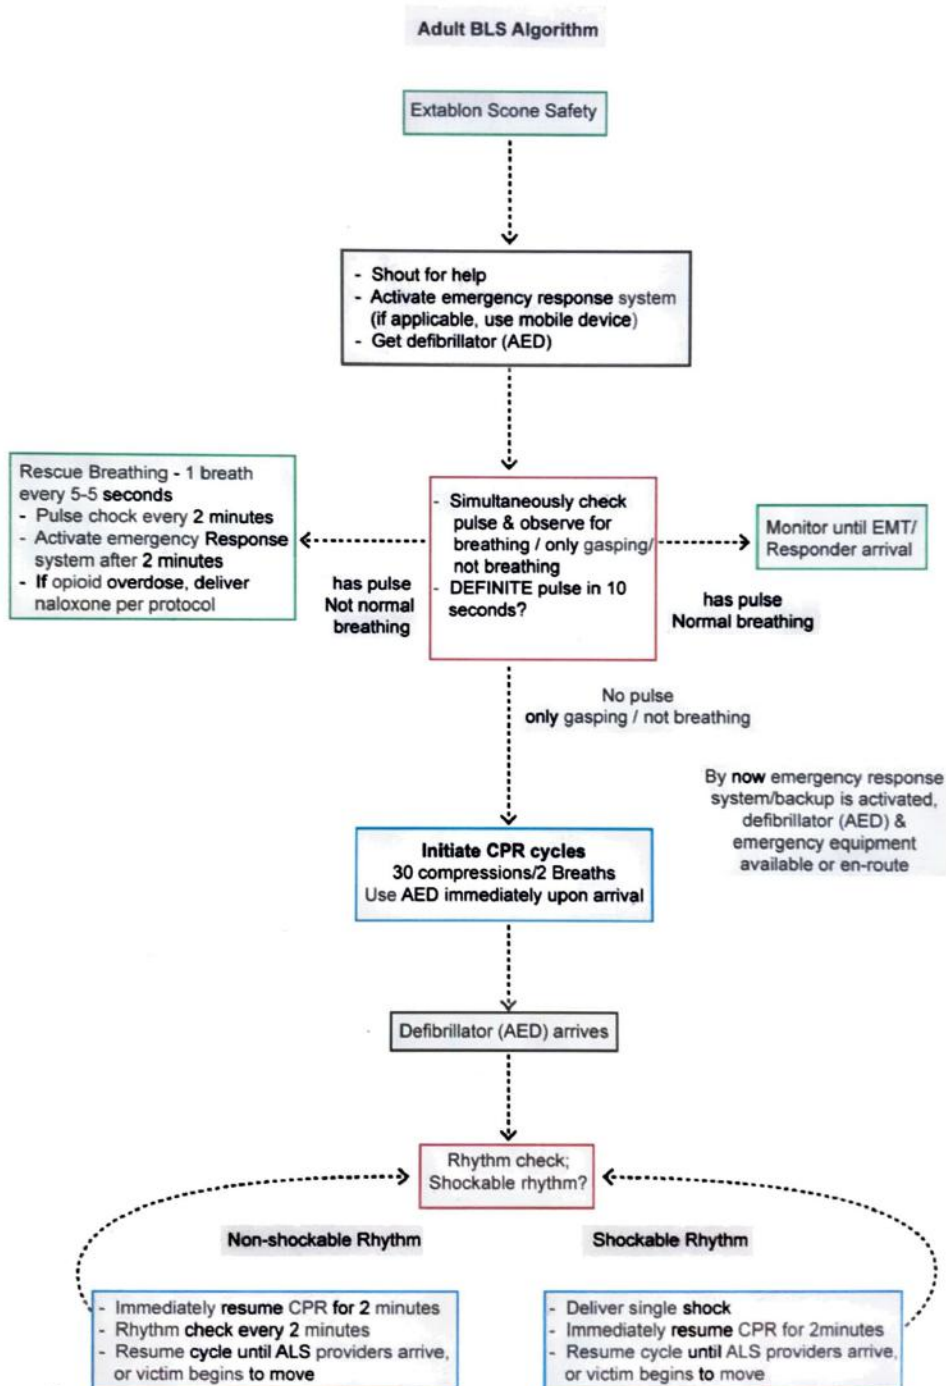 Adult BLS Algorithm
Extablon Scone Safety
- Shout for help
- Activate emergency response system
(if applicable, use mobile device)
- Get defibrillator (AED)
Rescue Breathing - 1 breath
every 5-5 seconds
- Pulse chock every 2 minutes
- Activate emergency Response
system after 2 minutes
- If opioid overdose, deliver
naloxone per protocol
has pulse
Not normal
breathing
- Simultaneously check
pulse & observe for
breathing / only gasping/
not breathing
- DEFINITE pulse in 10
seconds?
Monitor until EMT/
Responder arrival
has pulse
Normal breathing
No pulse
only gasping / not breathing
By now emergency response
system/backup is activated,
defibrillator (AED) &
emergency equipment
available or en-route
Initiate CPR cycles
30 compressions/2 Breaths
Use AED immediately upon arrival
Defibrillator (AED) arrives
Rhythm check;
Shockable rhythm?
Non-shockable Rhythm
Shockable Rhythm
- Immediately resume CPR for 2 minutes
- Rhythm check every 2 minutes
- Resume cycle until ALS providers arrive,
or victim begins to move
- Deliver single shock
- Immediately resume CPR for 2minutes
- Resume cycle until ALS providers arrive,
or victim begins to move